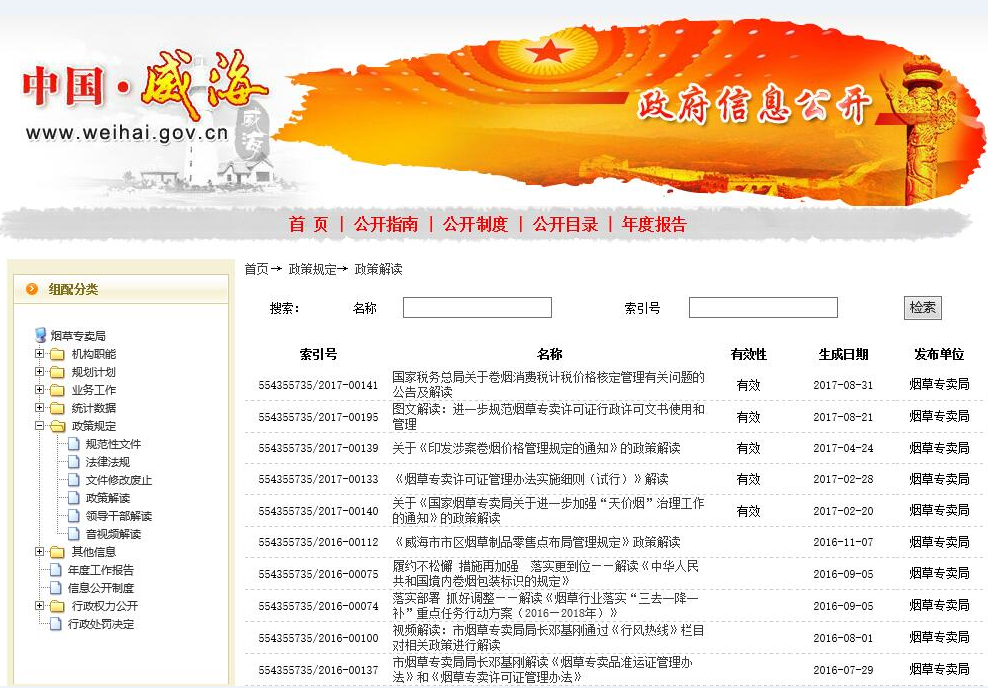 中国·威海
www.weihai.gov.cn
威海
政府信息公开
首 页 | 公开指南 | 公开制度 | 公开目录 | 年度报告
组配分类
烟草专卖局
机构职能
规划计划
业务工作
统计数据
政策规定
规范性文件
法律法规
文件修改废止
政策解读
领导干部解读
音视频解读
其他信息
年度工作报告
信息公开制度
行政权力公开
行政处罚决定
首页→ 政策规定→ 政策解读
搜索: 名称 索引号 检索
索引号 名称 有效性 生成日期 发布单位
554355735/2017-00141 国家税务总局关于卷烟消费税计税价格核定管理有关问题的 有效 2017-08-31 烟草专卖局
公告及解读
554355735/2017-00195 图文解读：进一步规范烟草专卖许可证行政许可文书使用和 有效 2017-08-21 烟草专卖局
管理
554355735/2017-00139 关于《印发涉案卷烟价格管理规定的通知》的政策解读 有效 2017-04-24 烟草专卖局
554355735/2017-00133 《烟草专卖许可证管理办法实施细则（试行）》解读 有效 2017-02-28 烟草专卖局
554355735/2017-00140 关于《国家烟草专卖局关于进一步加强“天价烟”治理工作 有效 2017-02-20 烟草专卖局
的通知》的政策解读
554355735/2016-00112 《威海市市区烟草制品零售点布局管理规定》政策解读 2016-11-07 烟草专卖局
554355735/2016-00075 履约不松懈 措施再加强　落实更到位——解读《中华人民 2016-09-05 烟草专卖局
共和国境内卷烟包装标识的规定》
554355735/2016-00074 落实部署 抓好调整——解读《烟草行业落实“三去一降一 2016-09-05 烟草专卖局
补”重点任务行动方案（2016—2018年）》
554355735/2016-00100 视频解读：市烟草专卖局局长邓基刚通过《行风热线》栏目 2016-08-01 烟草专卖局
对相关政策进行解读
554355735/2016-00137 市烟草专卖局局长邓基刚解读《烟草专卖品准运证管理办 2016-07-29 烟草专卖局
法》和《烟草专卖许可证管理办法》